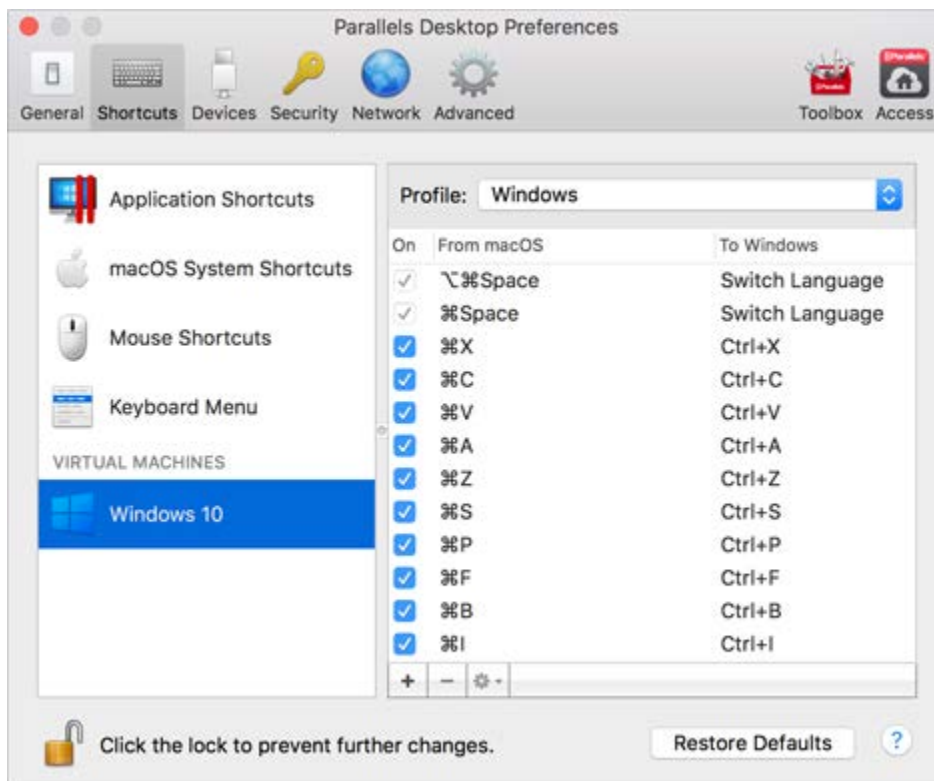 Parallels Desktop Preferences
General Shortcuts Devices Security Network Advanced Toolbox Access
Application Shortcuts
macOS System Shortcuts
Mouse Shortcuts
Keyboard Menu
VIRTUAL MACHINES
Windows 10
Profile: Windows
On From macOS To Windows
⌥⌘Space Switch Language
⌘Space Switch Language
⌘X Ctrl+X
⌘C Ctrl+C
⌘V Ctrl+V
⌘A Ctrl+A
⌘Z Ctrl+Z
⌘S Ctrl+S
⌘P Ctrl+P
⌘F Ctrl+F
⌘B Ctrl+B
⌘I Ctrl+I
+ −
Click the lock to prevent further changes.
Restore Defaults ?